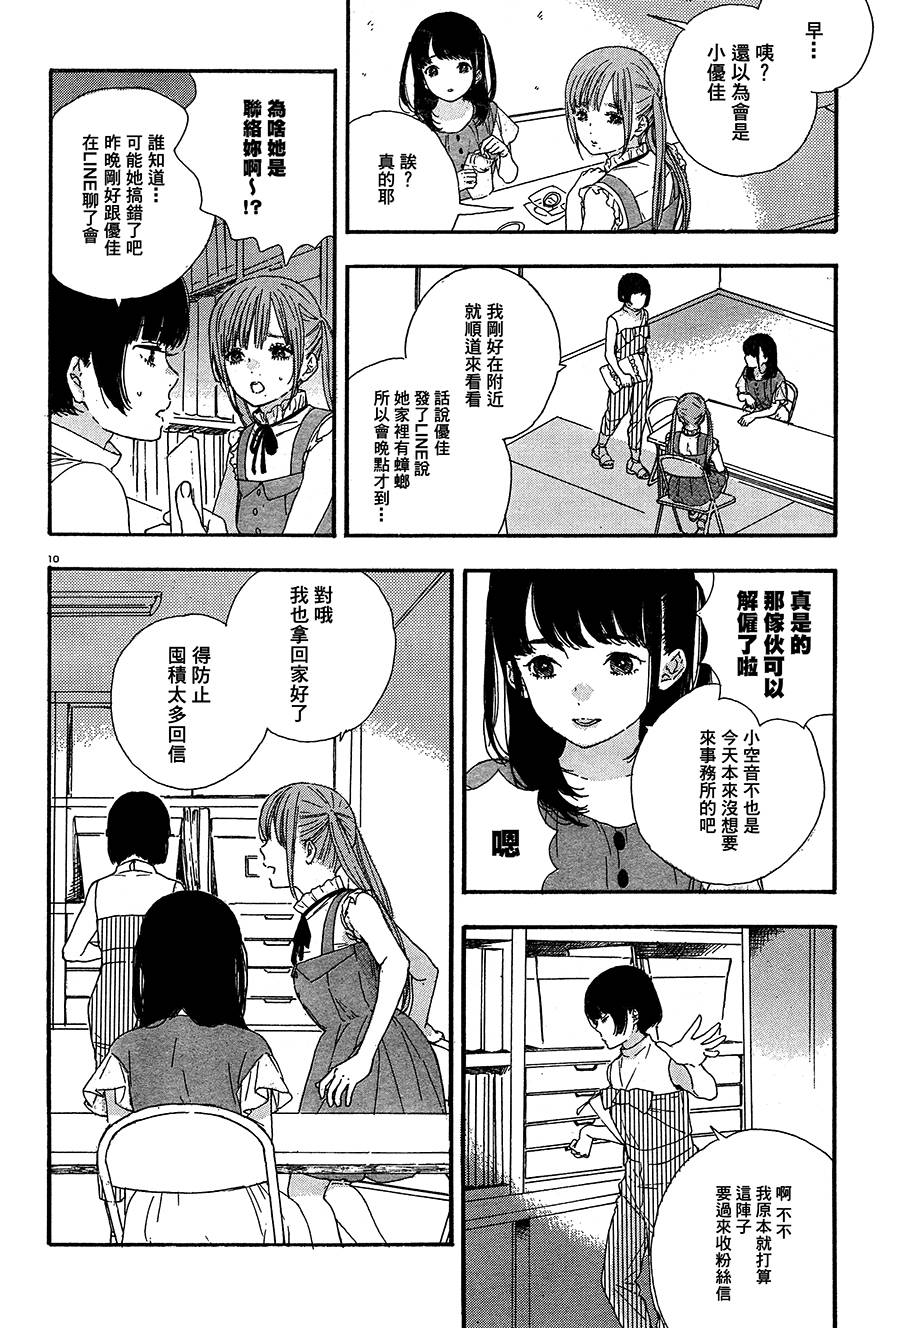 早…
咦？
還以為會是
小優佳
誒？
真的耶
我剛好在附近
就順道來看看
話說優佳
發了LINE說
她家裡有蟑螂
所以會晚點才到…
為啥她是
聯絡妳啊～!?
誰知道…
可能她搞錯了吧
昨晚剛好跟優佳
在LINE聊了會
真是的
那傢伙可以
解僱了啦
小空音不也是
今天本來沒想要
來事務所的吧
嗯
啊 不不
我原本就打算
這陣子
要過來收粉絲信
對哦
我也拿回家好了
得防止
囤積太多回信
10